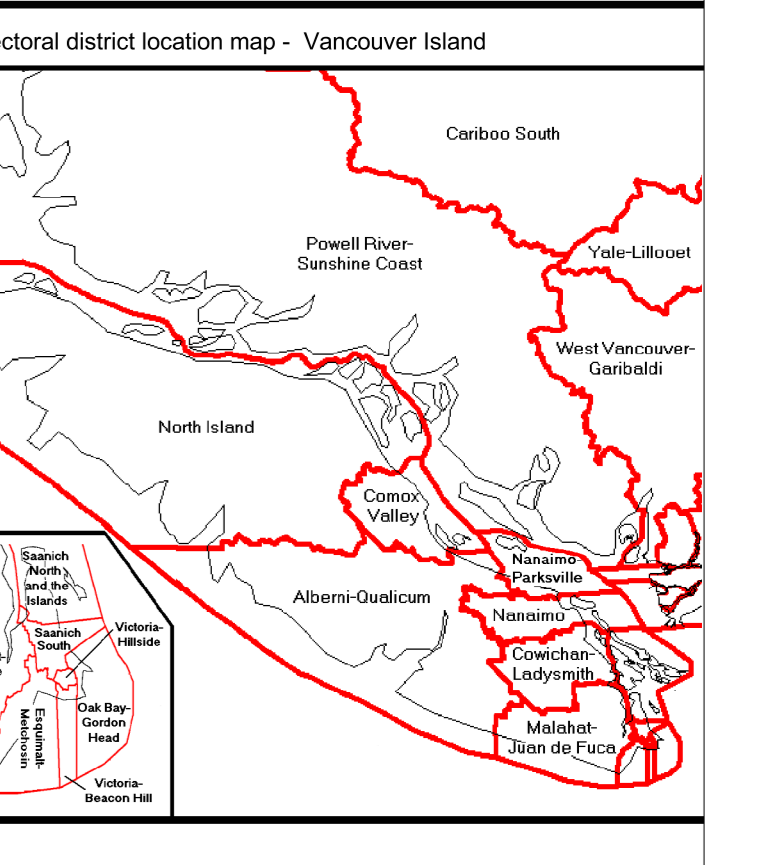 ectoral district location map -  Vancouver Island
Cariboo South
Powell River-
Sunshine Coast
Yale-Lillooet
West Vancouver-
Garibaldi
North Island
Comox
Valley
Nanaimo-
Parksville
Alberni-Qualicum
Nanaimo
Cowichan-
Ladysmith
Malahat-
Juan de Fuca
Saanich
North
and the
Islands
Saanich
South
Victoria-
Hillside
Oak Bay-
Gordon
Head
Esquimalt-
Metchosin
Victoria-
Beacon Hill